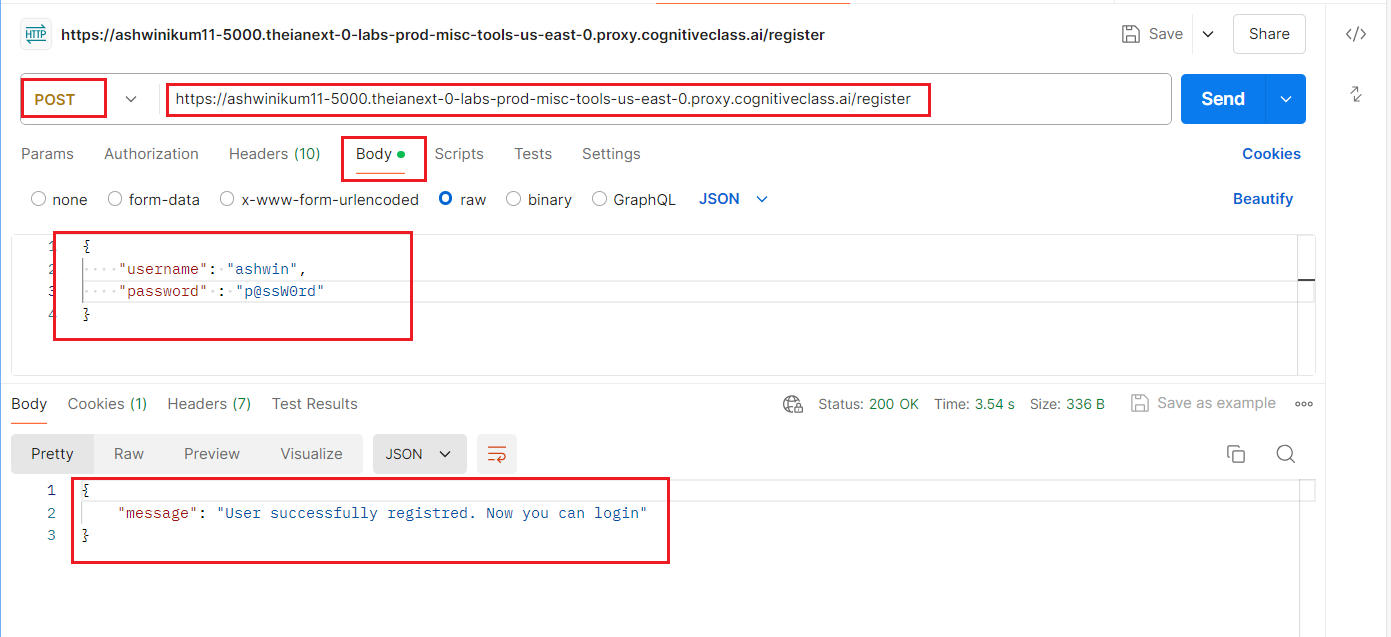 HTTP https://ashwinikum11-5000.theianext-0-labs-prod-misc-tools-us-east-0.proxy.cognitiveclass.ai/register Save Share
POST https://ashwinikum11-5000.theianext-0-labs-prod-misc-tools-us-east-0.proxy.cognitiveclass.ai/register Send
Params Authorization Headers (10) Body Scripts Tests Settings Cookies
none form-data x-www-form-urlencoded raw binary GraphQL JSON Beautify
1 {
2 "username": "ashwin",
3 "password" : "p@ssW0rd"
4 }
Body Cookies (1) Headers (7) Test Results Status: 200 OK Time: 3.54 s Size: 336 B Save as example
Pretty Raw Preview Visualize JSON
1 {
2 "message": "User successfully registred. Now you can login"
3 }